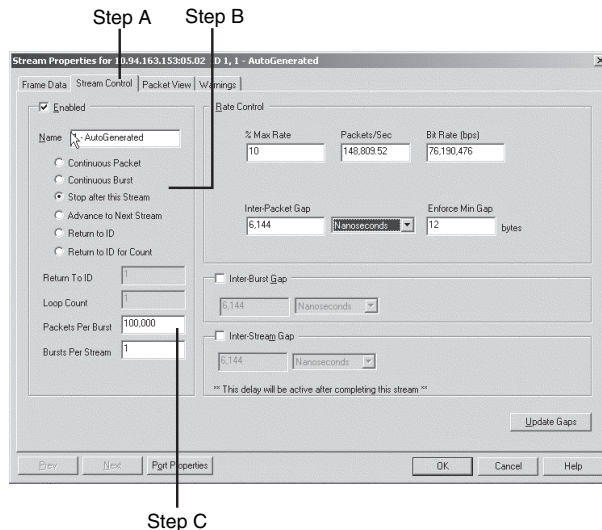 Step A
Step B
Stream Properties for 10.94.163.153:05.02 ID 1, 1 - AutoGenerated
Frame Data
Stream Control
Packet View
Warnings
Enabled
Name
- AutoGenerated
Continuous Packet
Continuous Burst
Stop after this Stream
Advance to Next Stream
Return to ID
Return to ID for Count
Return To ID 1
Loop Count 1
Packets Per Burst 100,000
Bursts Per Stream 1
Rate Control
% Max Rate Packets/Sec Bit Rate (bps)
10 148,809.52 76,190,476
Inter-Packet Gap Enforce Min Gap
6,144 Nanoseconds 12 bytes
Inter-Burst Gap
6,144 Nanoseconds
Inter-Stream Gap
6,144 Nanoseconds
** This delay will be active after completing this stream **
Update Gaps
Prev Next Port Properties OK Cancel Help
Step C